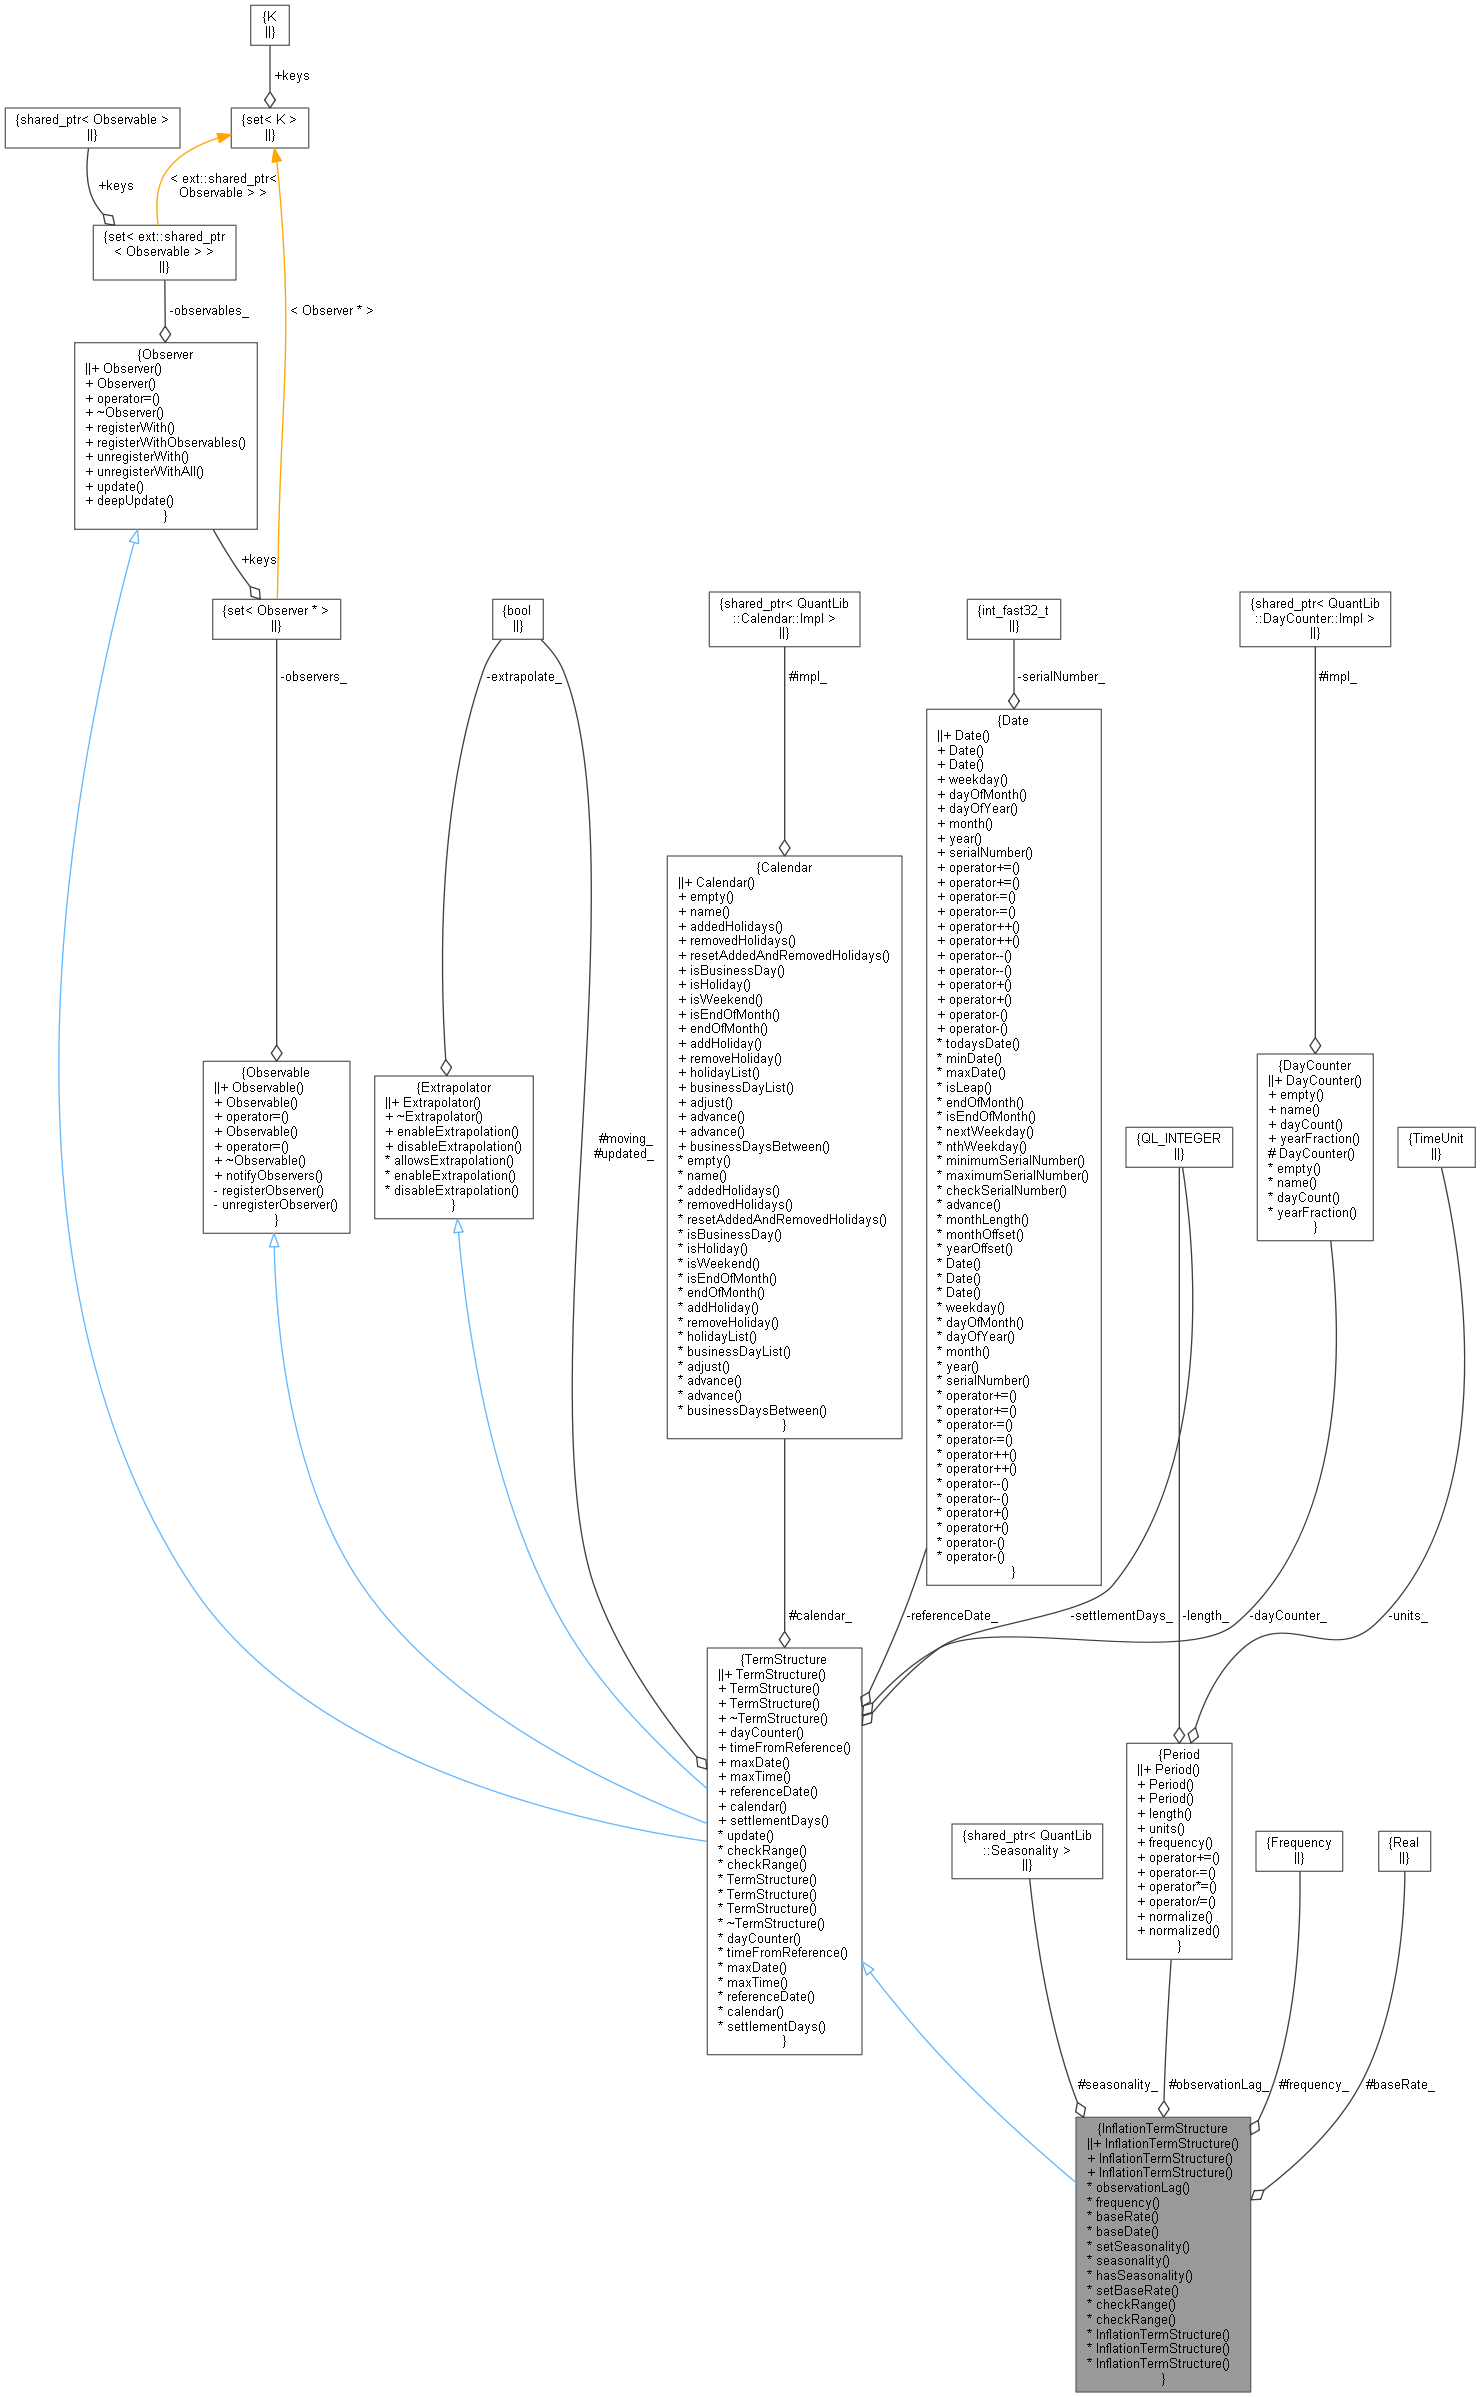 {K
||}
+keys
{shared_ptr< Observable >
||}
{set< K >
||}
+keys
< ext::shared_ptr<
Observable > >
{set< ext::shared_ptr
< Observable > >
||}
-observables_
< Observer * >
{Observer
||+ Observer()
+ Observer()
+ operator=()
+ ~Observer()
+ registerWith()
+ registerWithObservables()
+ unregisterWith()
+ unregisterWithAll()
+ update()
+ deepUpdate()
}
+keys
{set< Observer * >
||}
{bool
||}
{shared_ptr< QuantLib
::Calendar::Impl >
||}
{int_fast32_t
||}
{shared_ptr< QuantLib
::DayCounter::Impl >
||}
-observers_
-extrapolate_
#impl_
-serialNumber_
#impl_
{Date
||+ Date()
+ Date()
+ Date()
+ weekday()
+ dayOfMonth()
+ dayOfYear()
+ month()
+ year()
+ serialNumber()
+ operator+=()
+ operator+=()
+ operator-=()
+ operator-=()
+ operator++()
+ operator++()
+ operator--()
+ operator--()
+ operator+()
+ operator+()
+ operator-()
+ operator-()
* todaysDate()
* minDate()
* maxDate()
* isLeap()
* endOfMonth()
* isEndOfMonth()
* nextWeekday()
* nthWeekday()
* minimumSerialNumber()
* maximumSerialNumber()
* checkSerialNumber()
* advance()
* monthLength()
* monthOffset()
* yearOffset()
* Date()
* Date()
* Date()
* weekday()
* dayOfMonth()
* dayOfYear()
* month()
* year()
* serialNumber()
* operator+=()
* operator+=()
* operator-=()
* operator-=()
* operator++()
* operator++()
* operator--()
* operator--()
* operator+()
* operator+()
* operator-()
* operator-()
}
{Calendar
||+ Calendar()
+ empty()
+ name()
+ addedHolidays()
+ removedHolidays()
+ resetAddedAndRemovedHolidays()
+ isBusinessDay()
+ isHoliday()
+ isWeekend()
+ isEndOfMonth()
+ endOfMonth()
+ addHoliday()
+ removeHoliday()
+ holidayList()
+ businessDayList()
+ adjust()
+ advance()
+ advance()
+ businessDaysBetween()
* empty()
* name()
* addedHolidays()
* removedHolidays()
* resetAddedAndRemovedHolidays()
* isBusinessDay()
* isHoliday()
* isWeekend()
* isEndOfMonth()
* endOfMonth()
* addHoliday()
* removeHoliday()
* holidayList()
* businessDayList()
* adjust()
* advance()
* advance()
* businessDaysBetween()
}
{Observable
||+ Observable()
+ Observable()
+ operator=()
+ Observable()
+ operator=()
+ ~Observable()
+ notifyObservers()
- registerObserver()
- unregisterObserver()
}
{Extrapolator
||+ Extrapolator()
+ ~Extrapolator()
+ enableExtrapolation()
+ disableExtrapolation()
* allowsExtrapolation()
* enableExtrapolation()
* disableExtrapolation()
}
#moving_
#updated_
{QL_INTEGER
||}
{DayCounter
||+ DayCounter()
+ empty()
+ name()
+ dayCount()
+ yearFraction()
# DayCounter()
* empty()
* name()
* dayCount()
* yearFraction()
}
{TimeUnit
||}
#calendar_
-referenceDate_
-settlementDays_
-length_
-dayCounter_
-units_
{TermStructure
||+ TermStructure()
+ TermStructure()
+ TermStructure()
+ ~TermStructure()
+ dayCounter()
+ timeFromReference()
+ maxDate()
+ maxTime()
+ referenceDate()
+ calendar()
+ settlementDays()
* update()
* checkRange()
* checkRange()
* TermStructure()
* TermStructure()
* TermStructure()
* ~TermStructure()
* dayCounter()
* timeFromReference()
* maxDate()
* maxTime()
* referenceDate()
* calendar()
* settlementDays()
}
{shared_ptr< QuantLib
::Seasonality >
||}
{Period
||+ Period()
+ Period()
+ Period()
+ length()
+ units()
+ frequency()
+ operator+=()
+ operator-=()
+ operator*=()
+ operator/=()
+ normalize()
+ normalized()
}
{Frequency
||}
{Real
||}
#seasonality_
#observationLag_
#frequency_
#baseRate_
{InflationTermStructure
||+ InflationTermStructure()
+ InflationTermStructure()
+ InflationTermStructure()
* observationLag()
* frequency()
* baseRate()
* baseDate()
* setSeasonality()
* seasonality()
* hasSeasonality()
* setBaseRate()
* checkRange()
* checkRange()
* InflationTermStructure()
* InflationTermStructure()
* InflationTermStructure()
}